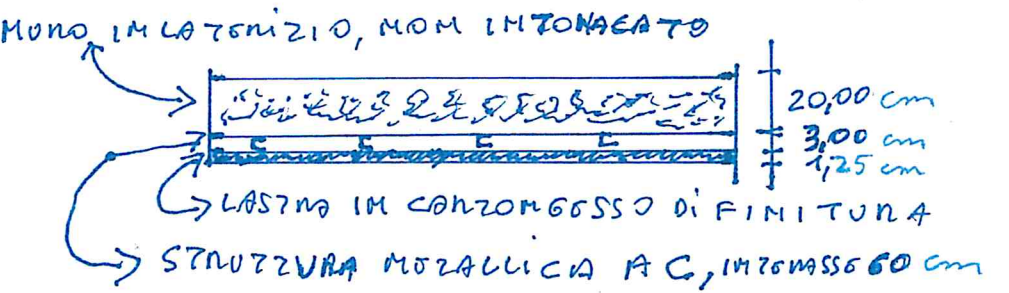 MURO IN LATERIZIO, NON INTONACATO
20,00 cm
3,00 cm
1,25 cm
LASTRA IN CARTONGESSO Di FINITURA
STRUTTURA METALLICA A C, INTERASSE 60 cm